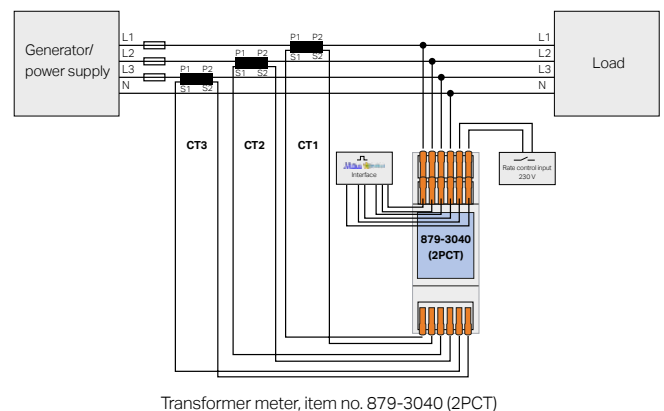 Generator/
power supply
L1
L2
L3
N
P1 P2
S1 S2
P1 P2
S1 S2
P1 P2
S1 S2
L1
L2
L3
N
Load
CT3
CT2
CT1
Interface
Rate control input
230 V
879-3040
(2PCT)
Transformer meter, item no. 879-3040 (2PCT)